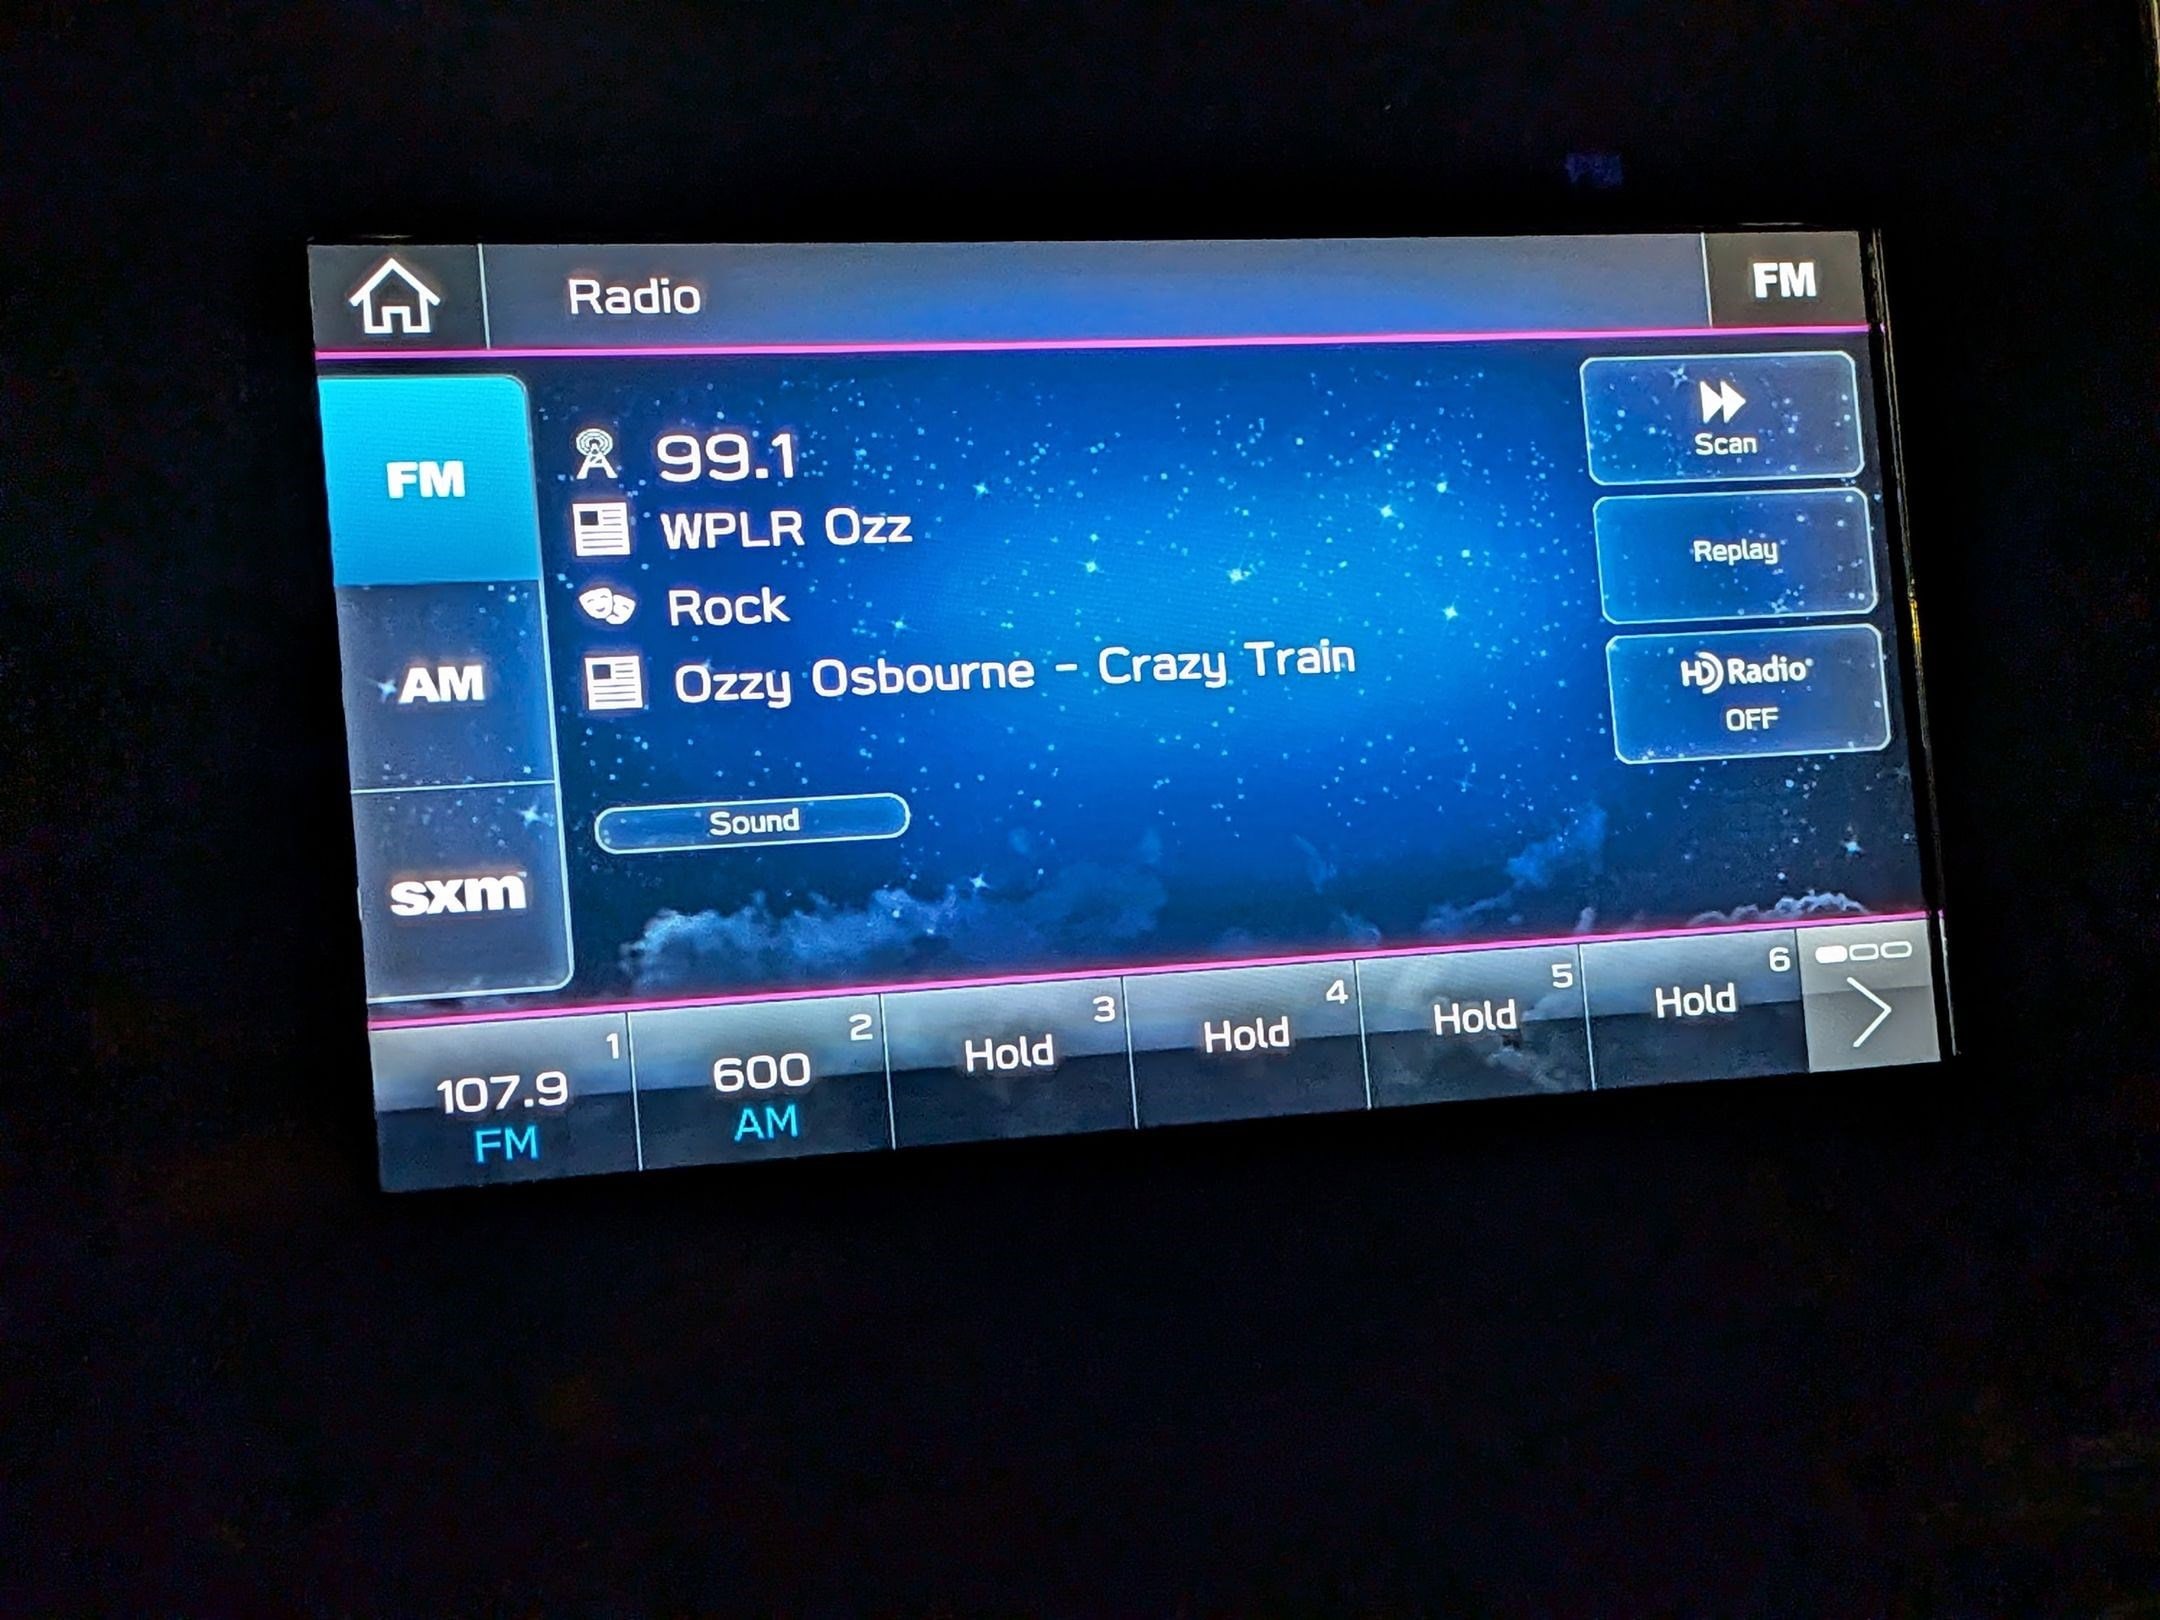 Radio
FM
FM
AM
sxm
99.1
WPLR Ozz
Rock
Ozzy Osbourne - Crazy Train
Sound
Scan
Replay
HD Radio®
OFF
1
107.9
FM
2
600
AM
3
Hold
4
Hold
5
Hold
6
Hold